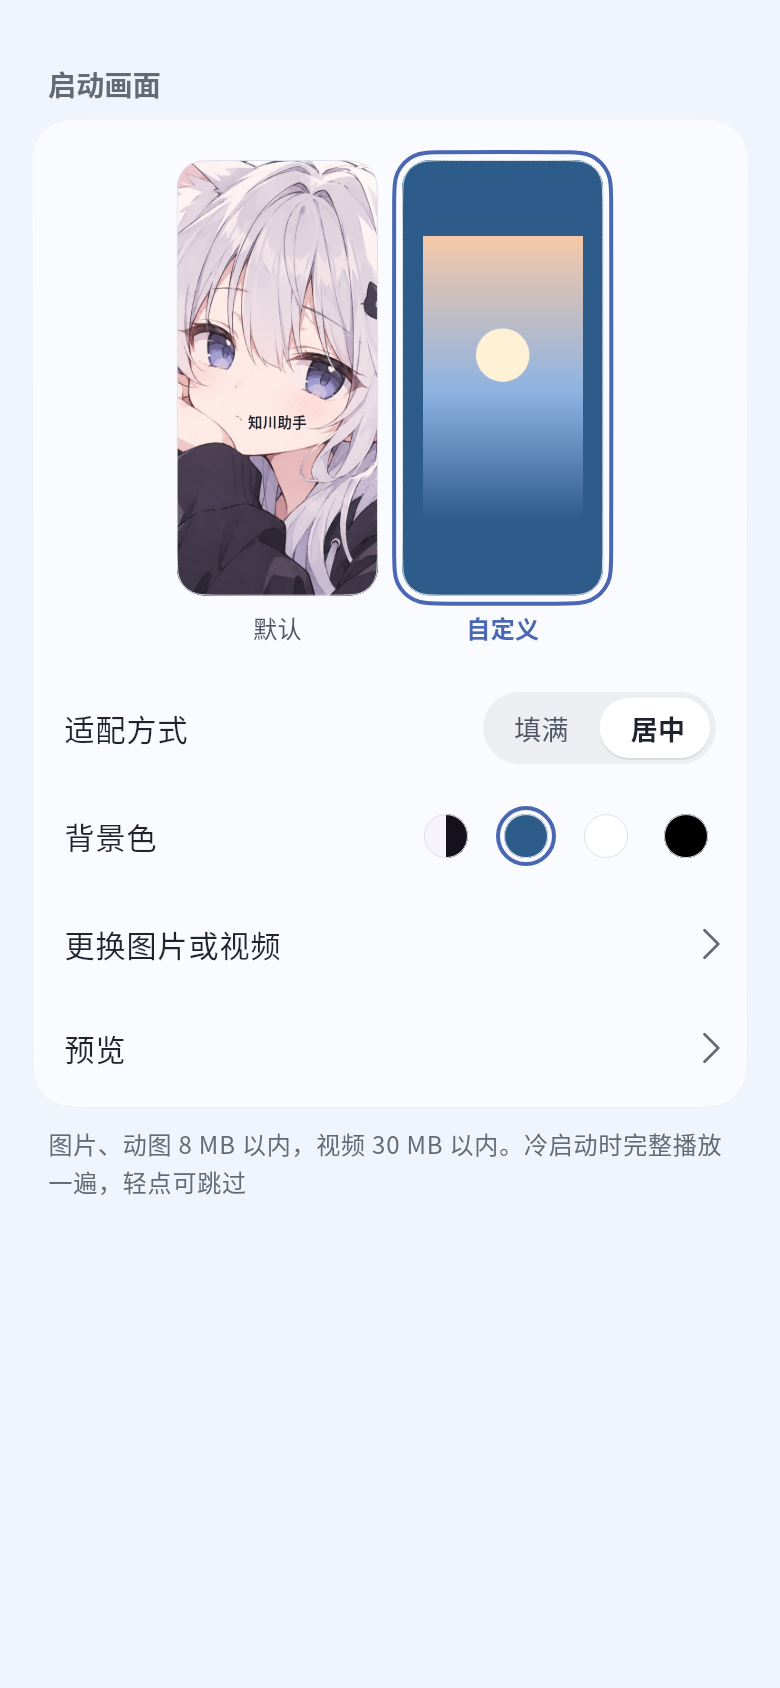 启动画面
知川助手
默认
自定义
适配方式
填满
居中
背景色
更换图片或视频
预览
图片、动图 8 MB 以内，视频 30 MB 以内。冷启动时完整播放
一遍，轻点可跳过